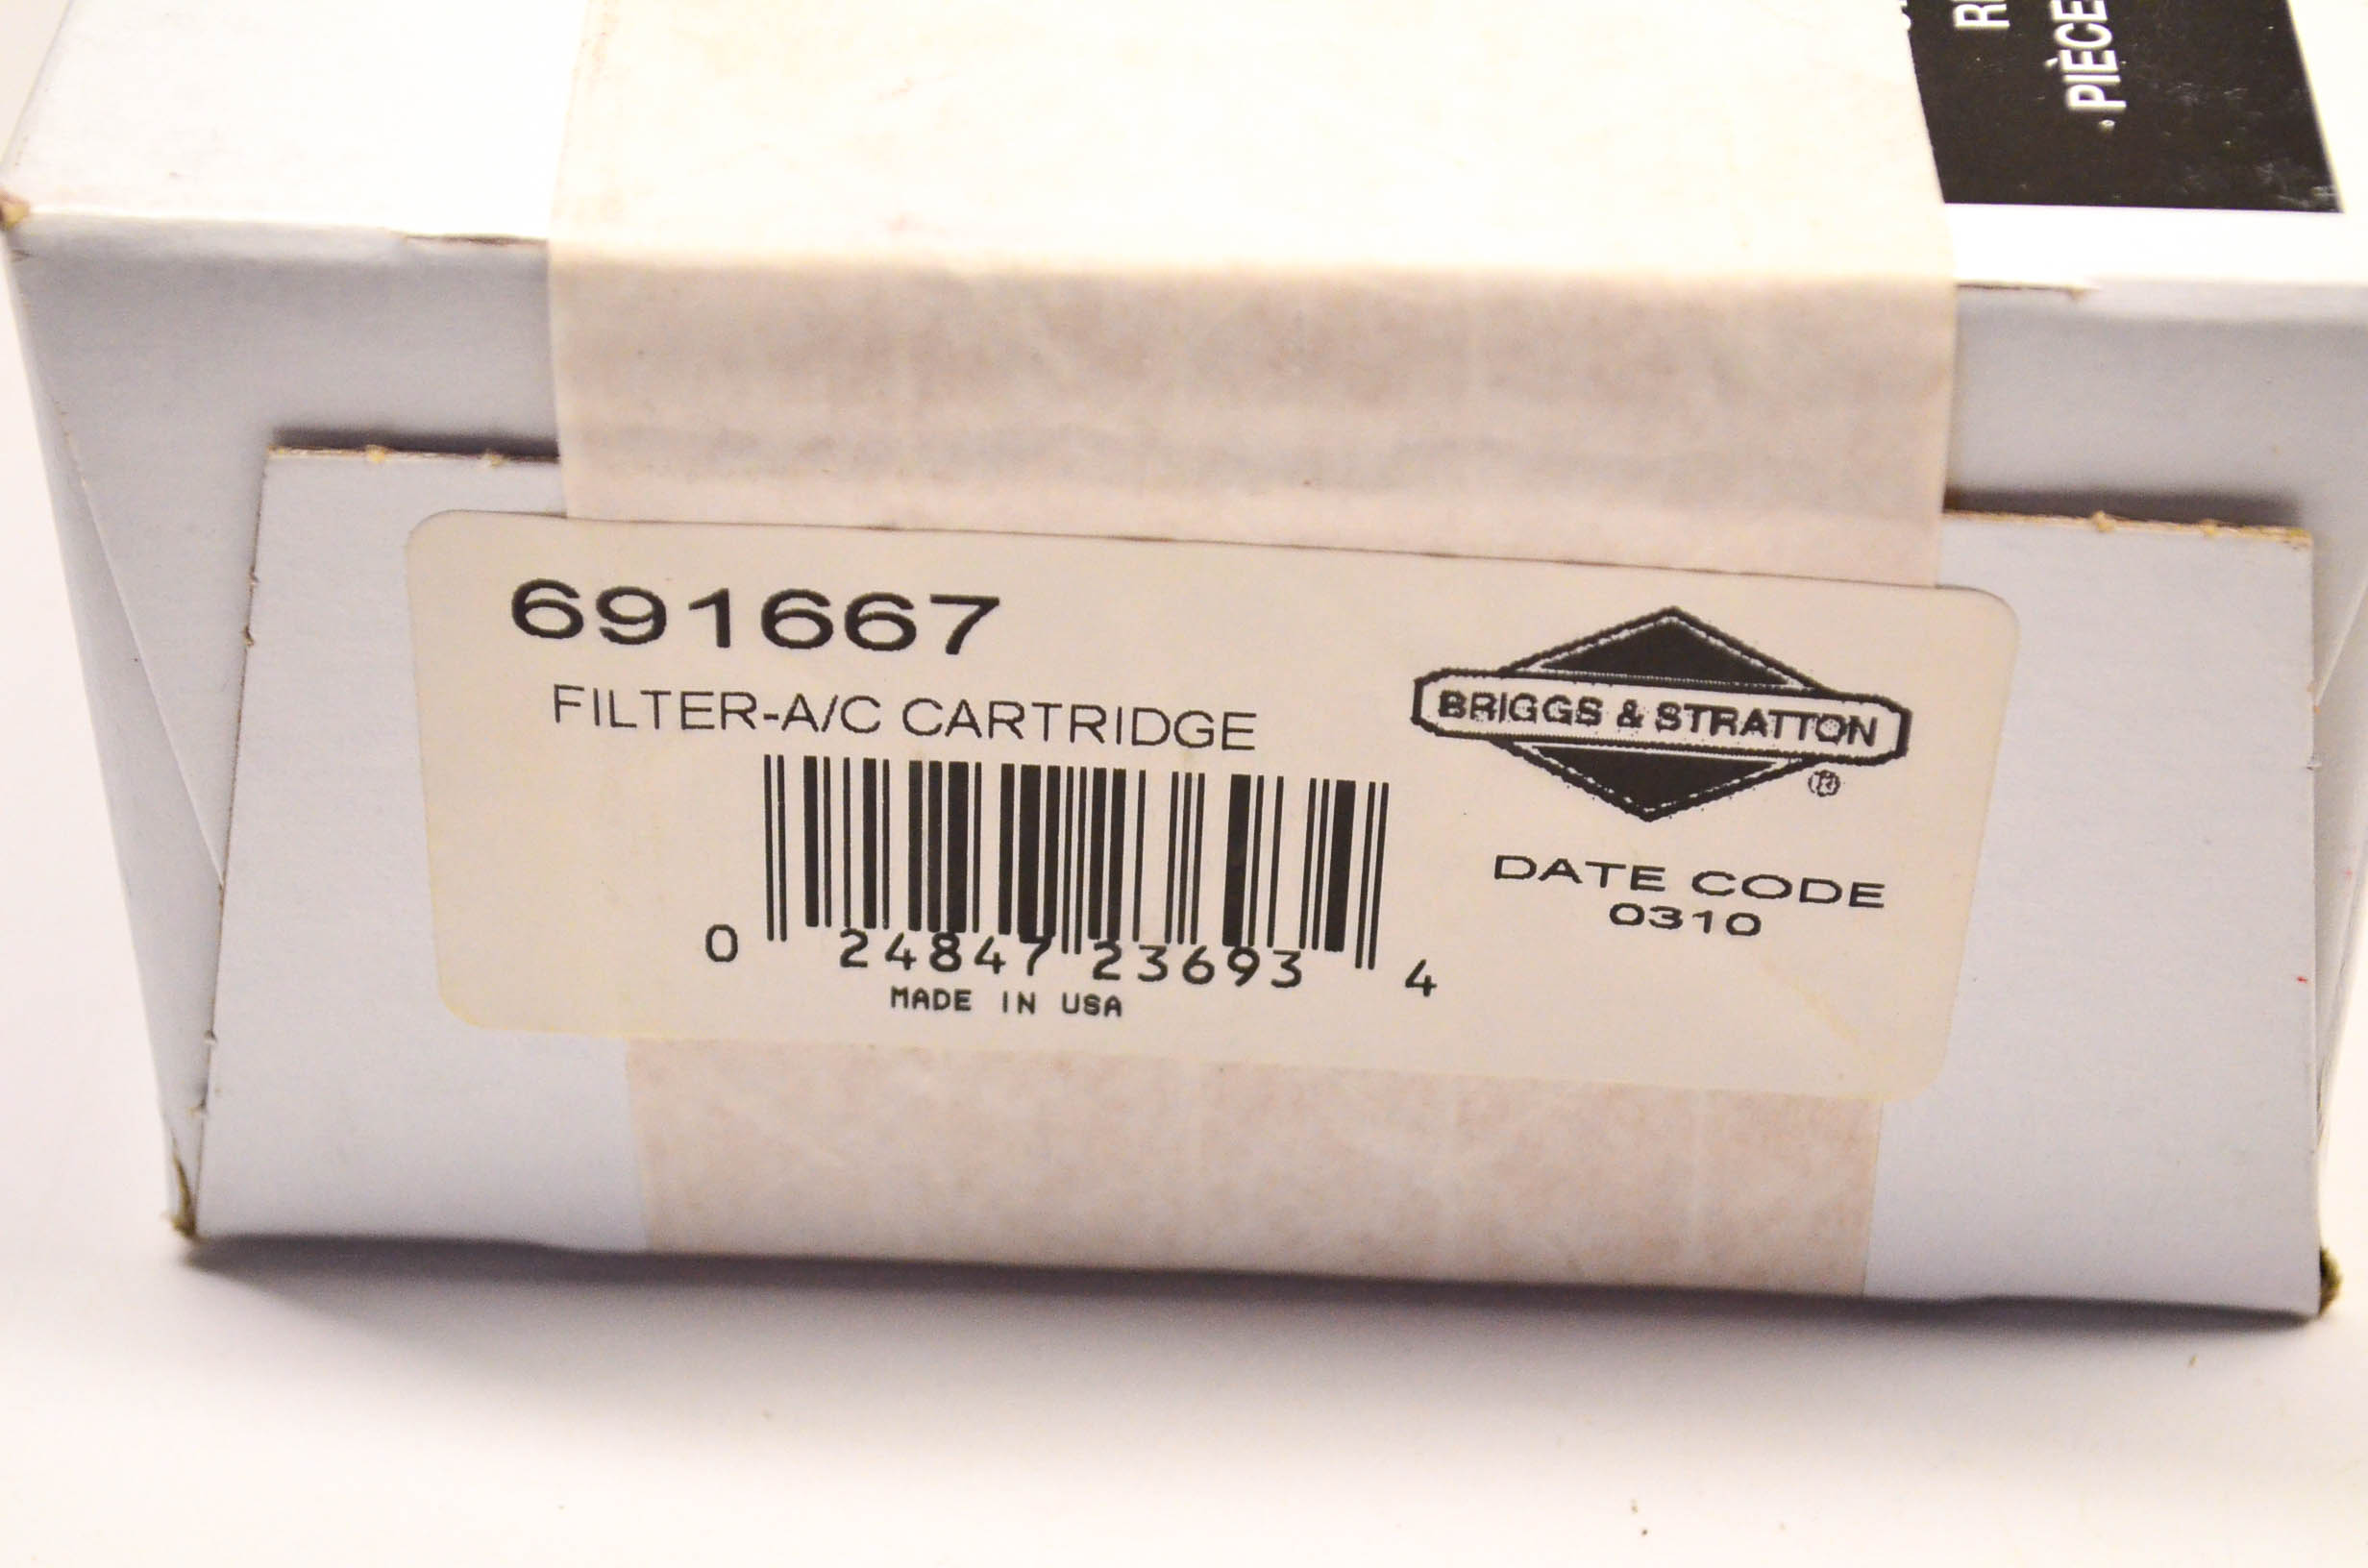 .PIÈCE
691667
FILTER-A/C CARTRIDGE
BRIGGS & STRATTON
®
DATE CODE
0310
0 24847 23693 4
MADE IN USA